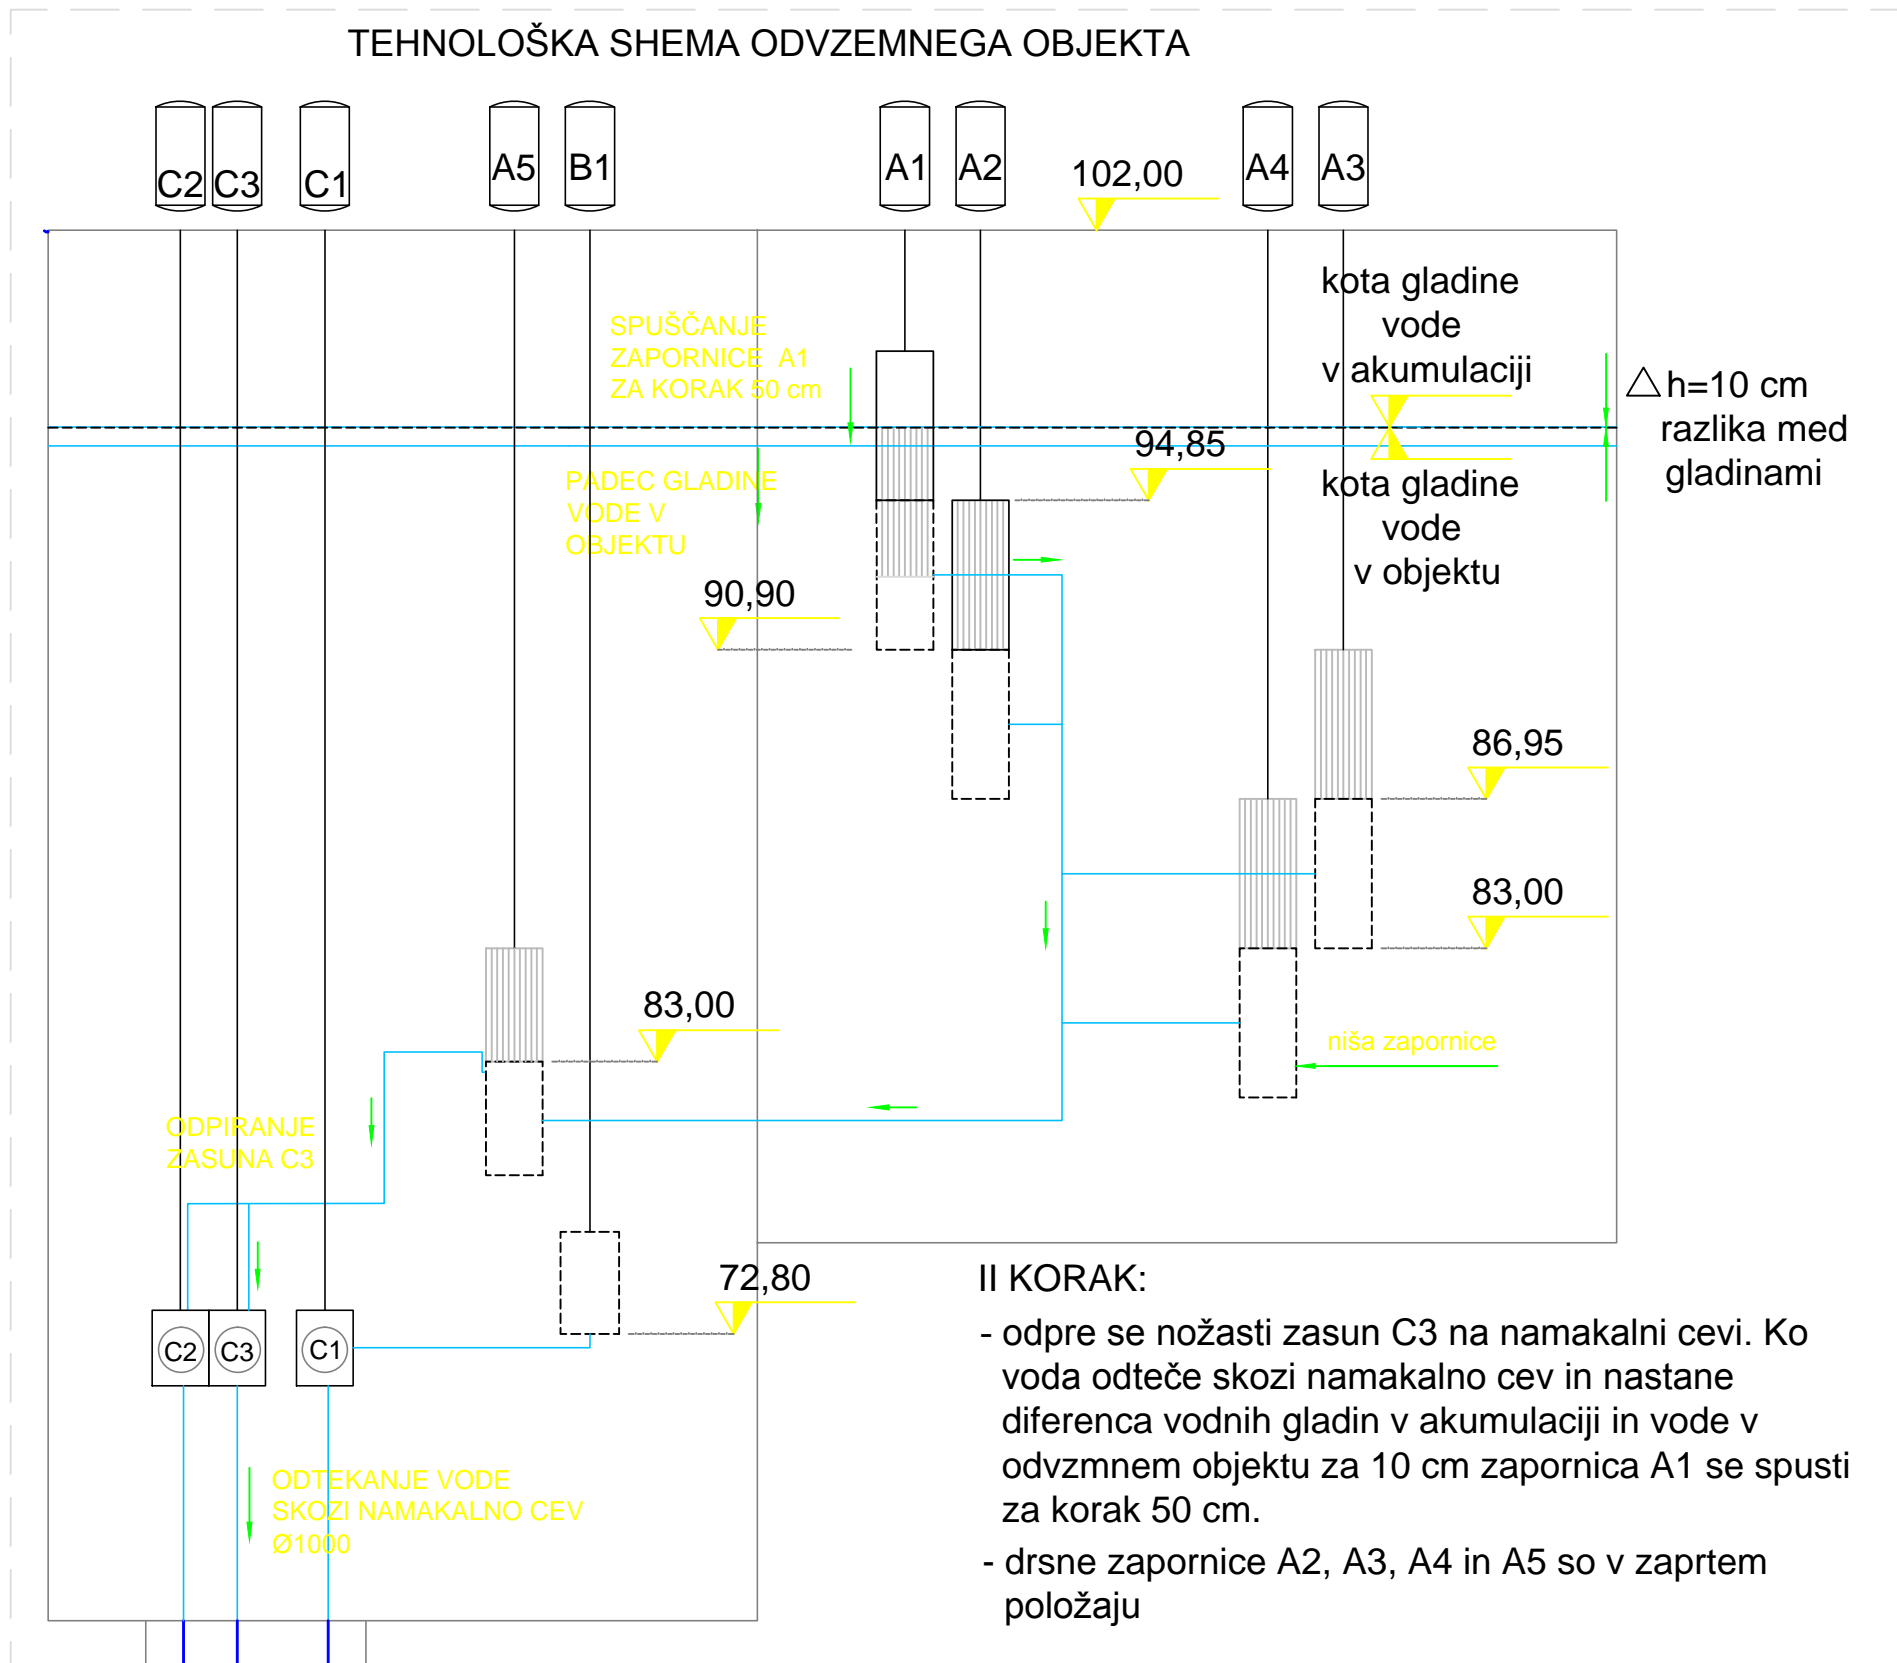 TEHNOLOŠKA SHEMA ODVZEMNEGA OBJEKTA
C2
C3
C1
A5
B1
A1
A2
A4
A3
102,00
kota gladine
vode
v akumulaciji
SPUŠČANJE
ZAPORNICE A1
ZA KORAK 50 cm
△h=10 cm
razlika med
gladinami
94,85
PADEC GLADINE
VODE V
OBJEKTU
kota gladine
vode
v objektu
90,90
86,95
83,00
83,00
niša zapornice
ODPIRANJE
ZASUNA C3
72,80
C2
C3
C1
II KORAK:
- odpre se nožasti zasun C3 na namakalni cevi. Ko
voda odteče skozi namakalno cev in nastane
diferenca vodnih gladin v akumulaciji in vode v
odvzmnem objektu za 10 cm zapornica A1 se spusti
za korak 50 cm.
- drsne zapornice A2, A3, A4 in A5 so v zaprtem
položaju
ODTEKANJE VODE
SKOZI NAMAKALNO CEV
Ø1000